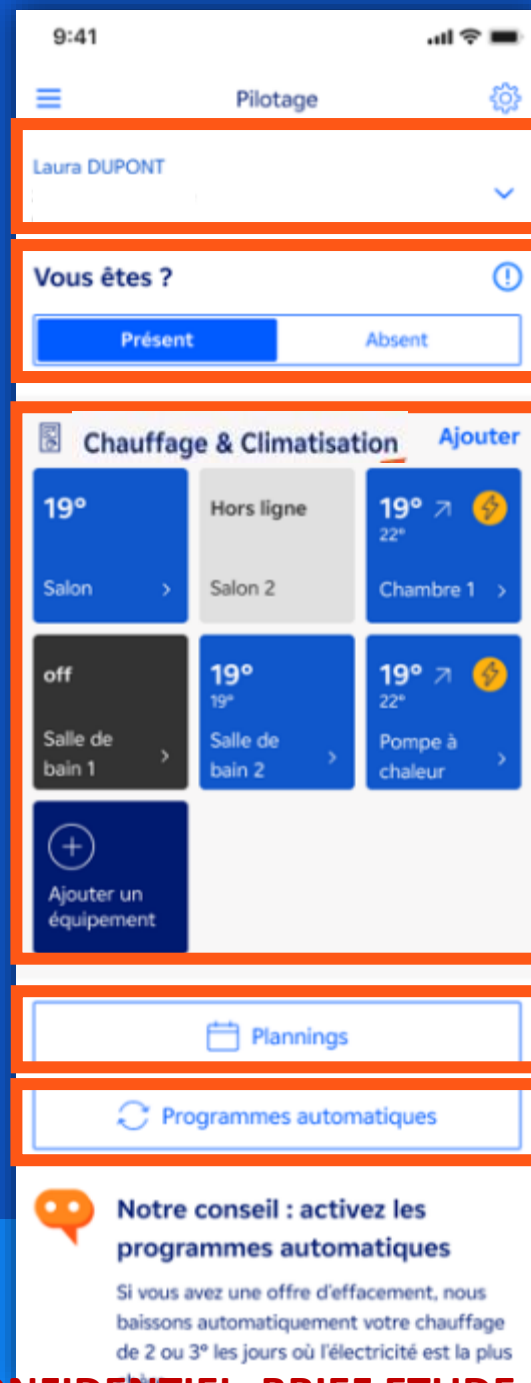 9:41
Pilotage
Laura DUPONT
Vous êtes ?
Présent
Absent
Chauffage & Climatisation
Ajouter
19°
Salon
Hors ligne
Salon 2
19°
22°
Chambre 1
off
Salle de
bain 1
19°
19°
Salle de
bain 2
19°
22°
Pompe à
chaleur
Ajouter un
équipement
Plannings
Programmes automatiques
Notre conseil : activez les
programmes automatiques
Si vous avez une offre d'effacement, nous
baissons automatiquement votre chauffage
de 2 ou 3° les jours où l'électricité est la plus
BRIEF ETUDE